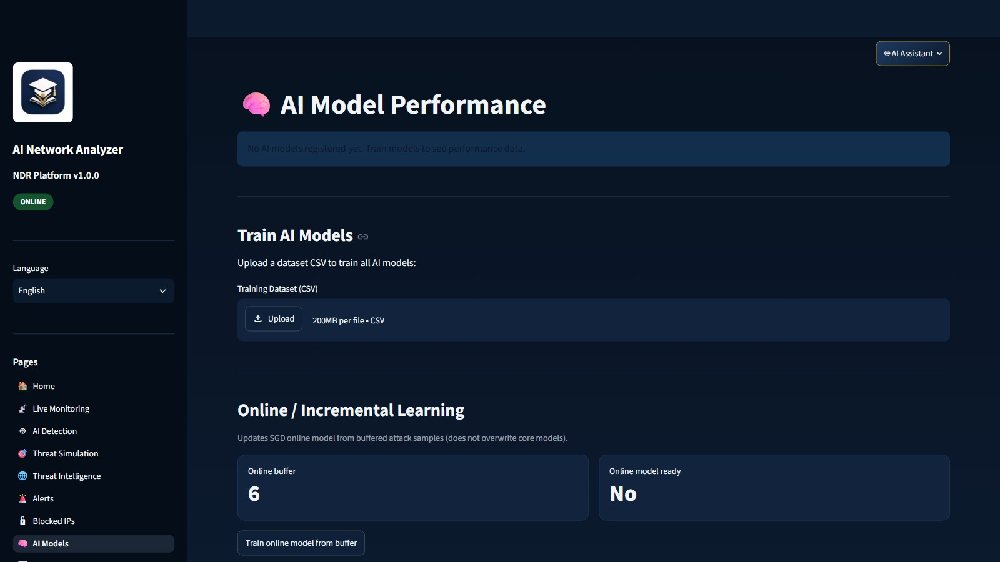 AI Network Analyzer
NDR Platform v1.0.0
ONLINE
Language
English
Pages
Home
Live Monitoring
AI Detection
Threat Simulation
Threat Intelligence
Alerts
Blocked IPs
AI Models
AI Assistant
AI Model Performance
No AI models registered yet. Train models to see performance data.
Train AI Models
Upload a dataset CSV to train all AI models:
Training Dataset (CSV)
Upload
200MB per file • CSV
Online / Incremental Learning
Updates SGD online model from buffered attack samples (does not overwrite core models).
Online buffer
6
Online model ready
No
Train online model from buffer